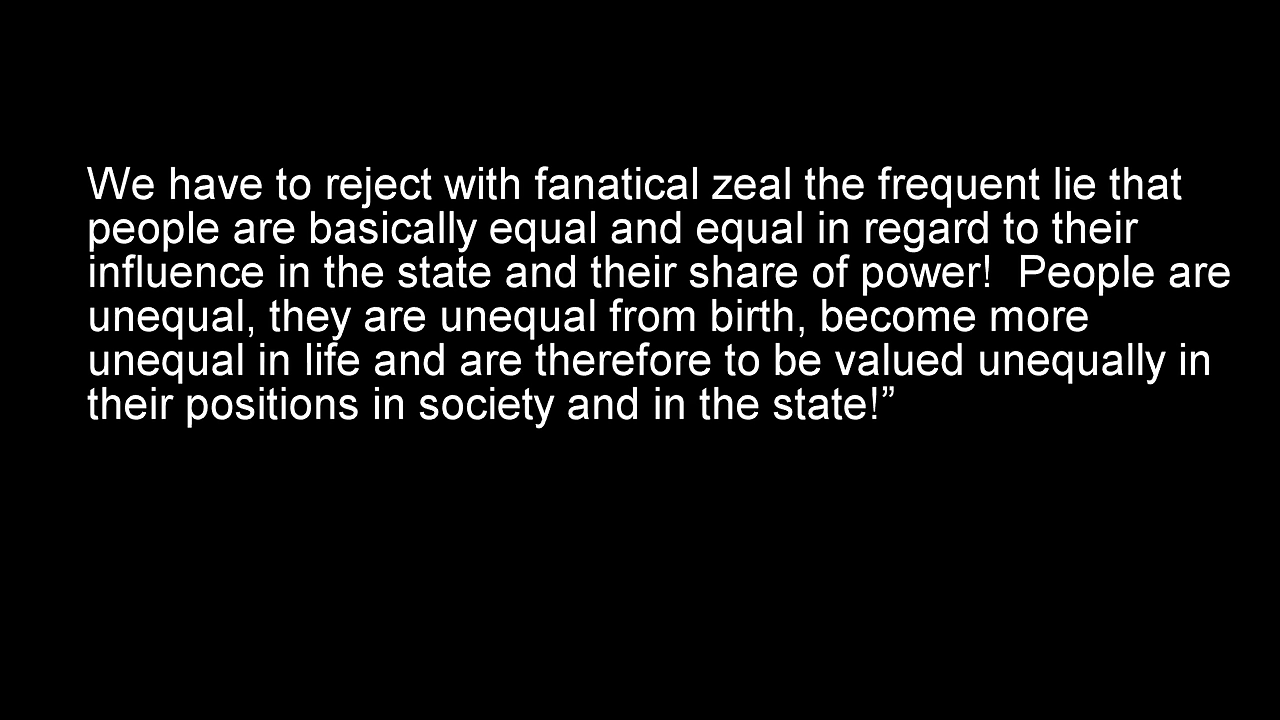 We have to reject with fanatical zeal the frequent lie that
people are basically equal and equal in regard to their
influence in the state and their share of power!  People are
unequal, they are unequal from birth, become more
unequal in life and are therefore to be valued unequally in
their positions in society and in the state!”